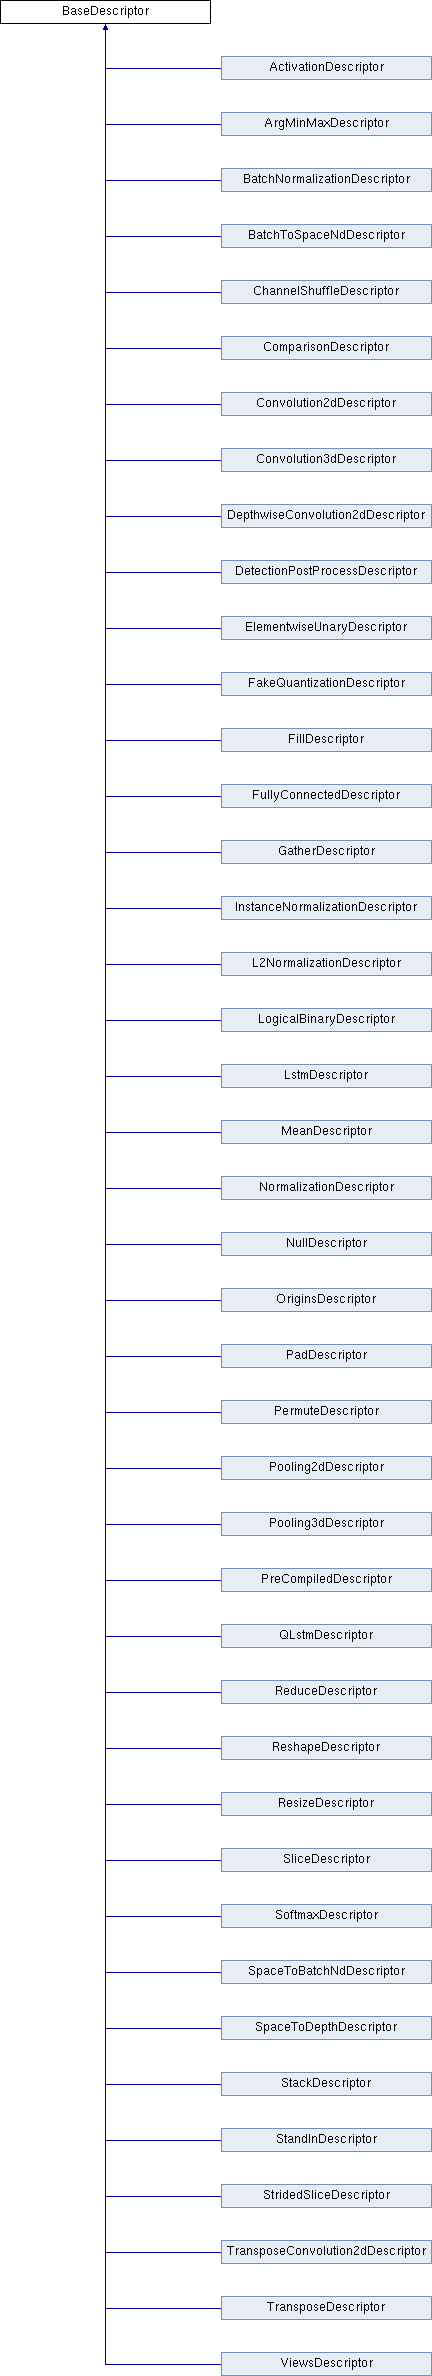 BaseDescriptor
ActivationDescriptor
ArgMinMaxDescriptor
BatchNormalizationDescriptor
BatchToSpaceNdDescriptor
ChannelShuffleDescriptor
ComparisonDescriptor
Convolution2dDescriptor
Convolution3dDescriptor
DepthwiseConvolution2dDescriptor
DetectionPostProcessDescriptor
ElementwiseUnaryDescriptor
FakeQuantizationDescriptor
FillDescriptor
FullyConnectedDescriptor
GatherDescriptor
InstanceNormalizationDescriptor
L2NormalizationDescriptor
LogicalBinaryDescriptor
LstmDescriptor
MeanDescriptor
NormalizationDescriptor
NullDescriptor
OriginsDescriptor
PadDescriptor
PermuteDescriptor
Pooling2dDescriptor
Pooling3dDescriptor
PreCompiledDescriptor
QLstmDescriptor
ReduceDescriptor
ReshapeDescriptor
ResizeDescriptor
SliceDescriptor
SoftmaxDescriptor
SpaceToBatchNdDescriptor
SpaceToDepthDescriptor
StackDescriptor
StandInDescriptor
StridedSliceDescriptor
TransposeConvolution2dDescriptor
TransposeDescriptor
ViewsDescriptor